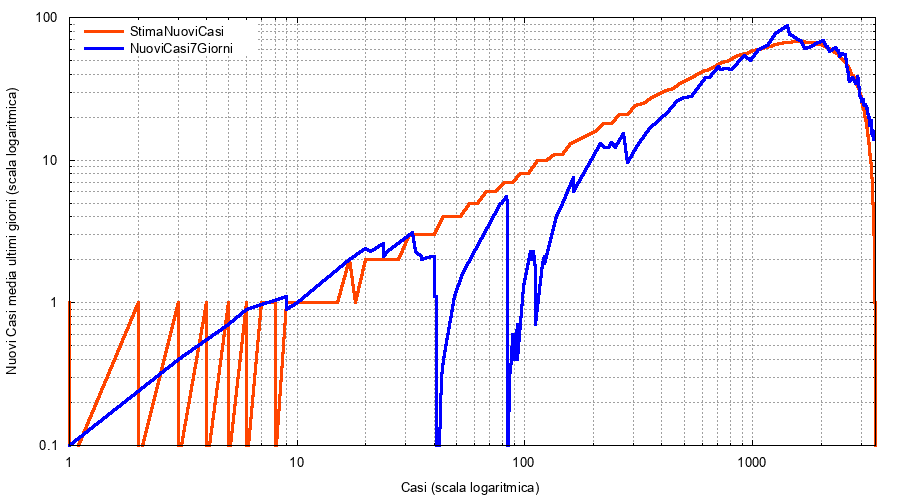 100
StimaNuoviCasi
NuoviCasi7Giorni
10
1
0.1
Nuovi Casi media ultimi giorni (scala logaritmica)
1
10
100
1000
Casi (scala logaritmica)